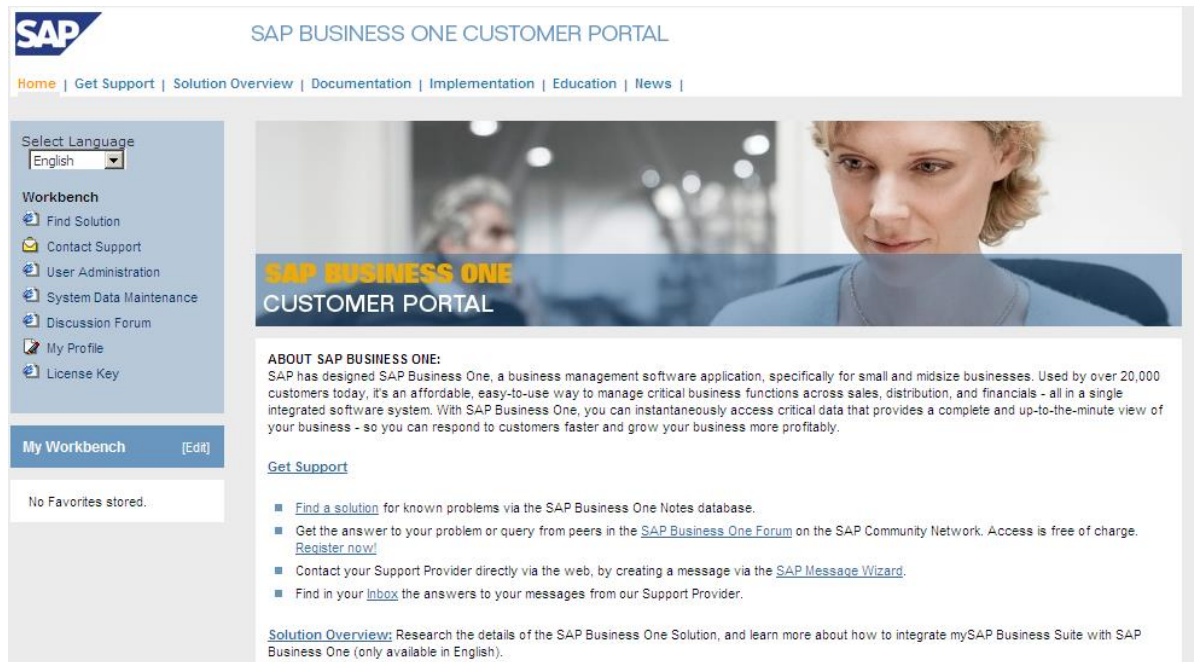 SAP
SAP BUSINESS ONE CUSTOMER PORTAL
Home | Get Support | Solution Overview | Documentation | Implementation | Education | News |
Select Language
English
Workbench
Find Solution
Contact Support
User Administration
System Data Maintenance
Discussion Forum
My Profile
License Key
My Workbench [Edit]
No Favorites stored.
SAP BUSINESS ONE
CUSTOMER PORTAL
ABOUT SAP BUSINESS ONE:
SAP has designed SAP Business One, a business management software application, specifically for small and midsize businesses. Used by over 20,000
customers today, it's an affordable, easy-to-use way to manage critical business functions across sales, distribution, and financials - all in a single
integrated software system. With SAP Business One, you can instantaneously access critical data that provides a complete and up-to-the-minute view of
your business - so you can respond to customers faster and grow your business more profitably.
Get Support
Find a solution for known problems via the SAP Business One Notes database.
Get the answer to your problem or query from peers in the SAP Business One Forum on the SAP Community Network. Access is free of charge.
Register now!
Contact your Support Provider directly via the web, by creating a message via the SAP Message Wizard.
Find in your Inbox the answers to your messages from our Support Provider.
Solution Overview: Research the details of the SAP Business One Solution, and learn more about how to integrate mySAP Business Suite with SAP
Business One (only available in English).